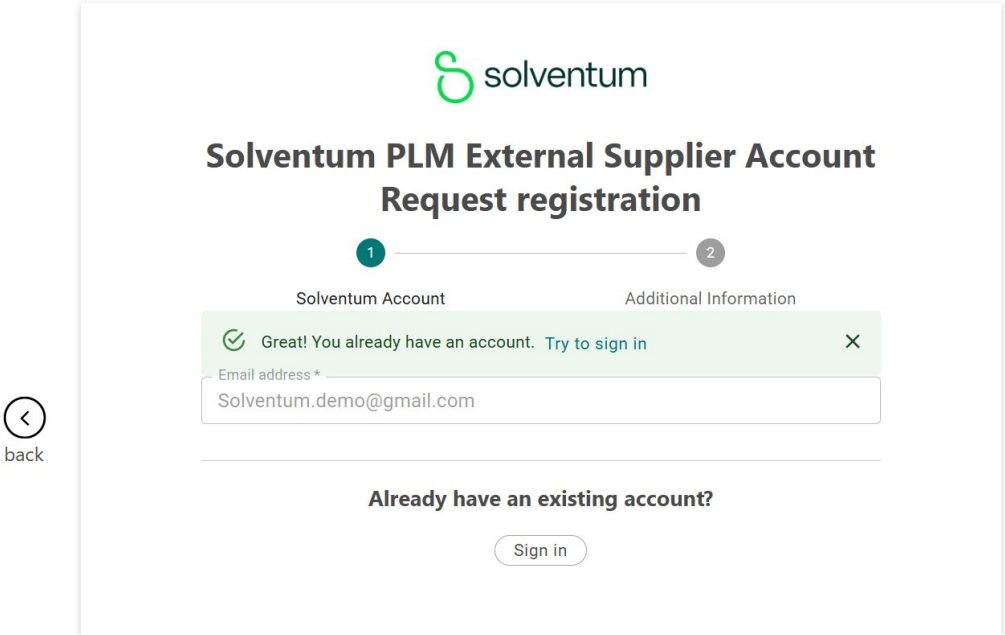 solventum
Solventum PLM External Supplier Account
Request registration
1
2
Solventum Account
Additional Information
Great! You already have an account. Try to sign in
Email address *
Solventum.demo@gmail.com
back
Already have an existing account?
Sign in